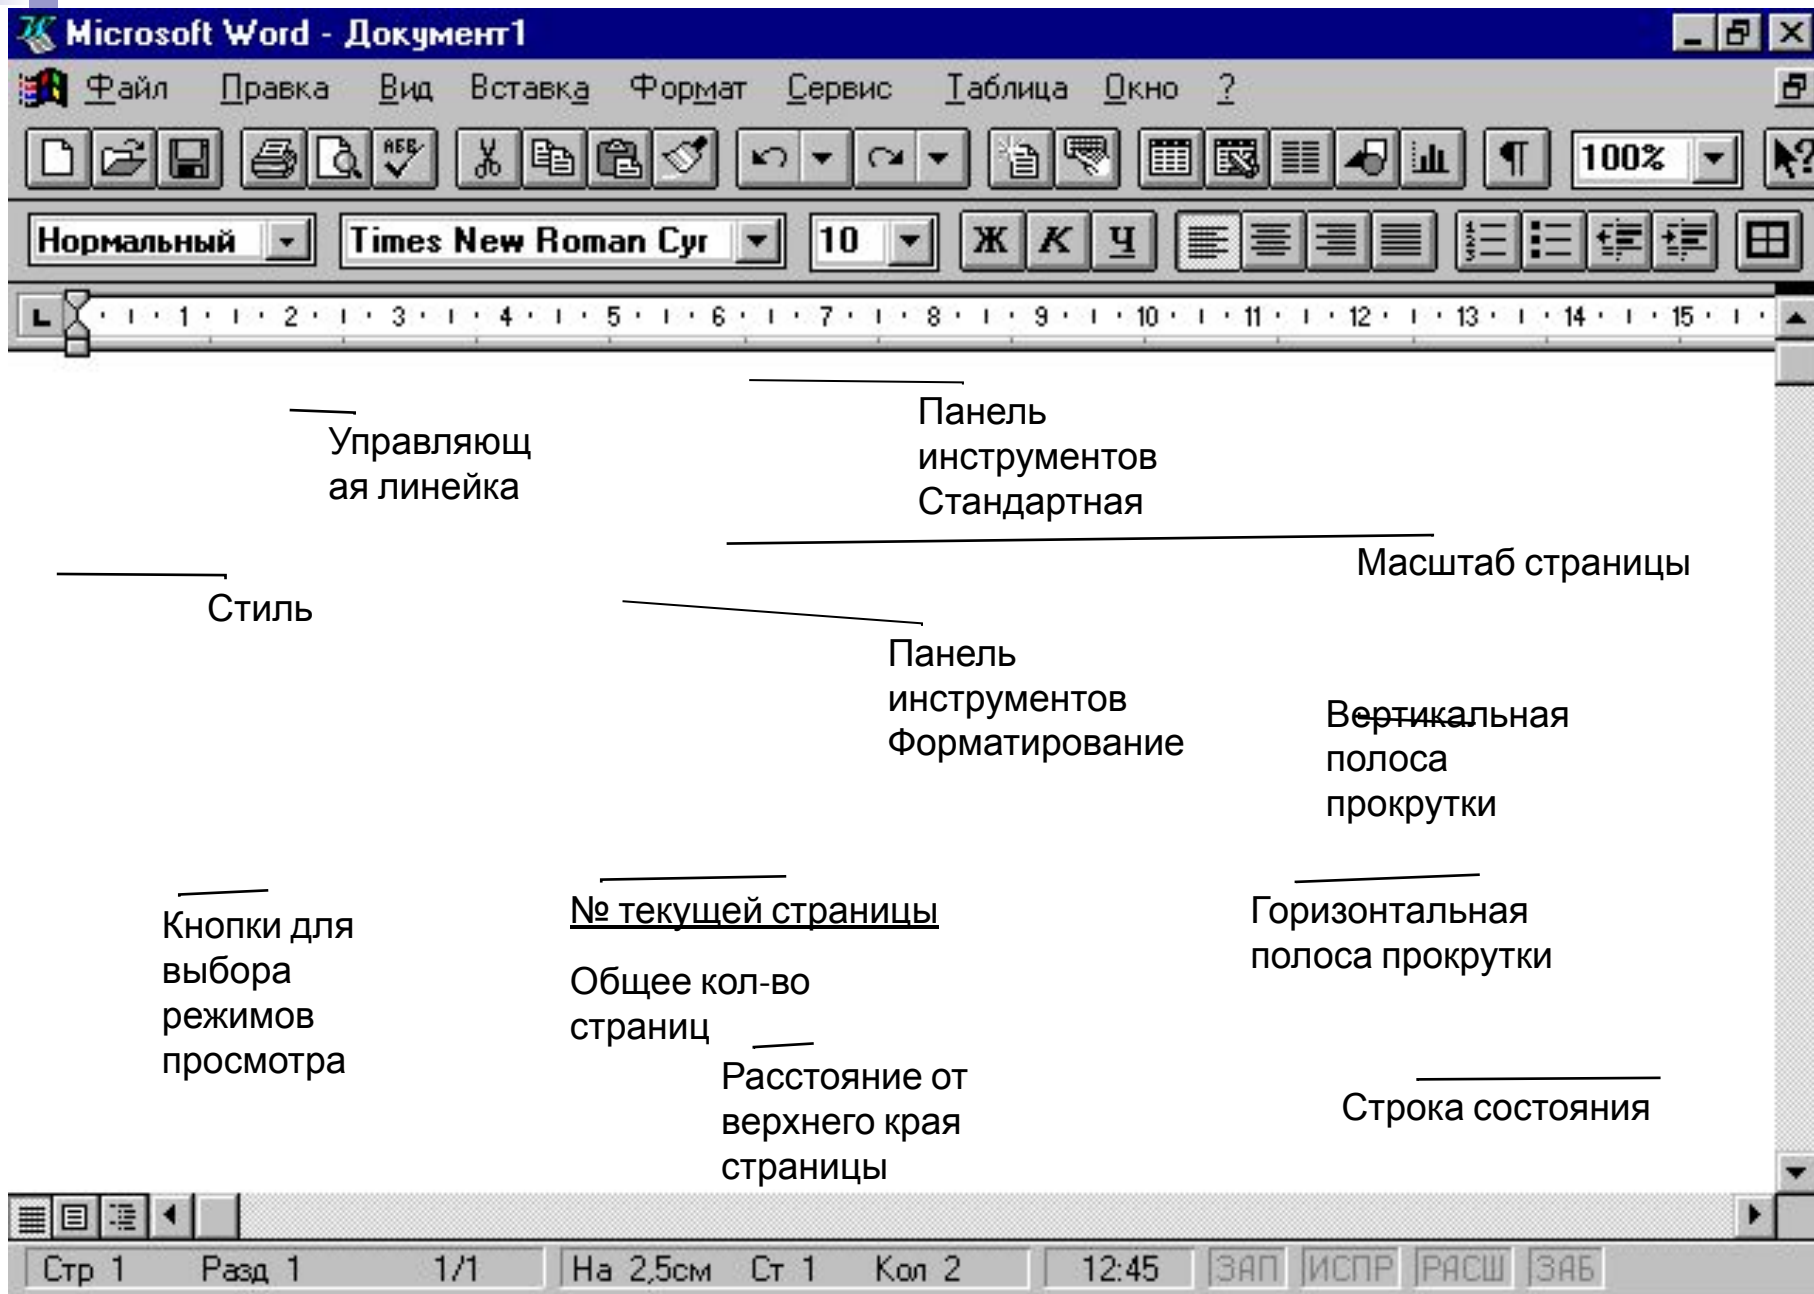 Microsoft Word - Документ1
Файл Правка Вид Вставка Формат Сервис Таблица Окно ?
АБВ 100%
Нормальный Times New Roman Cyr 10 Ж К Ч
1 2 3 4 5 6 7 8 9 10 11 12 13 14 15
Управляющ
ая линейка
Панель
инструментов
Стандартная
Масштаб страницы
Стиль
Панель
инструментов
Форматирование
Вертикальная
полоса
прокрутки
Кнопки для
выбора
режимов
просмотра
№ текущей страницы
Общее кол-во
страниц
Расстояние от
верхнего края
страницы
Горизонтальная
полоса прокрутки
Строка состояния
Стр 1 Разд 1 1/1 На 2,5см Ст 1 Кол 2 12:45 ЗАП ИСПР РАСШ ЗАБ